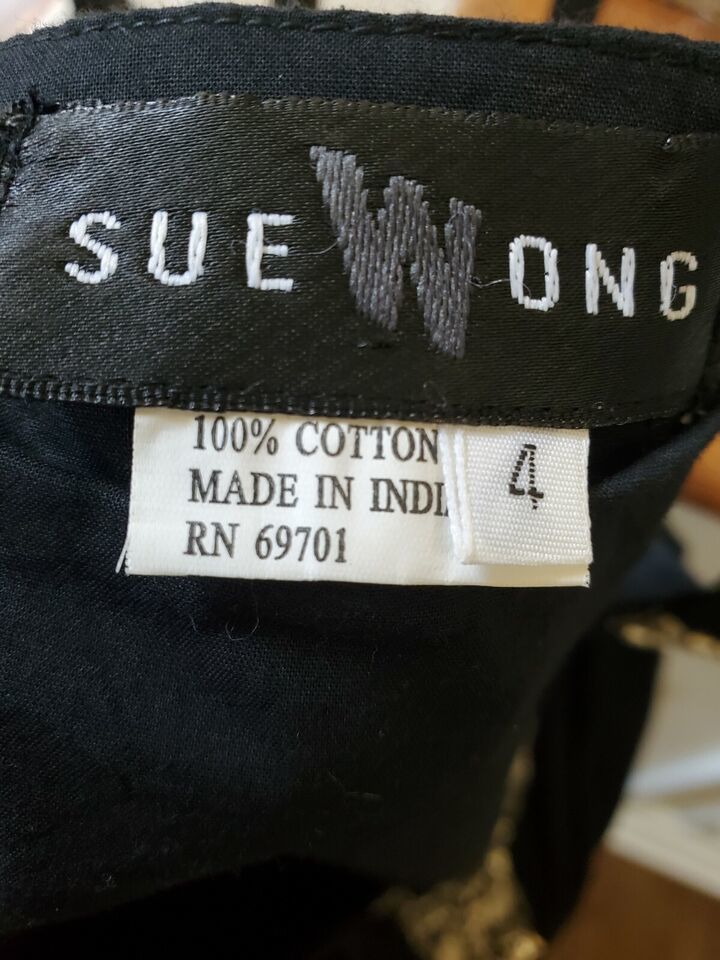 SUE WONG
100% COTTON
MADE IN INDI
RN 69701
4